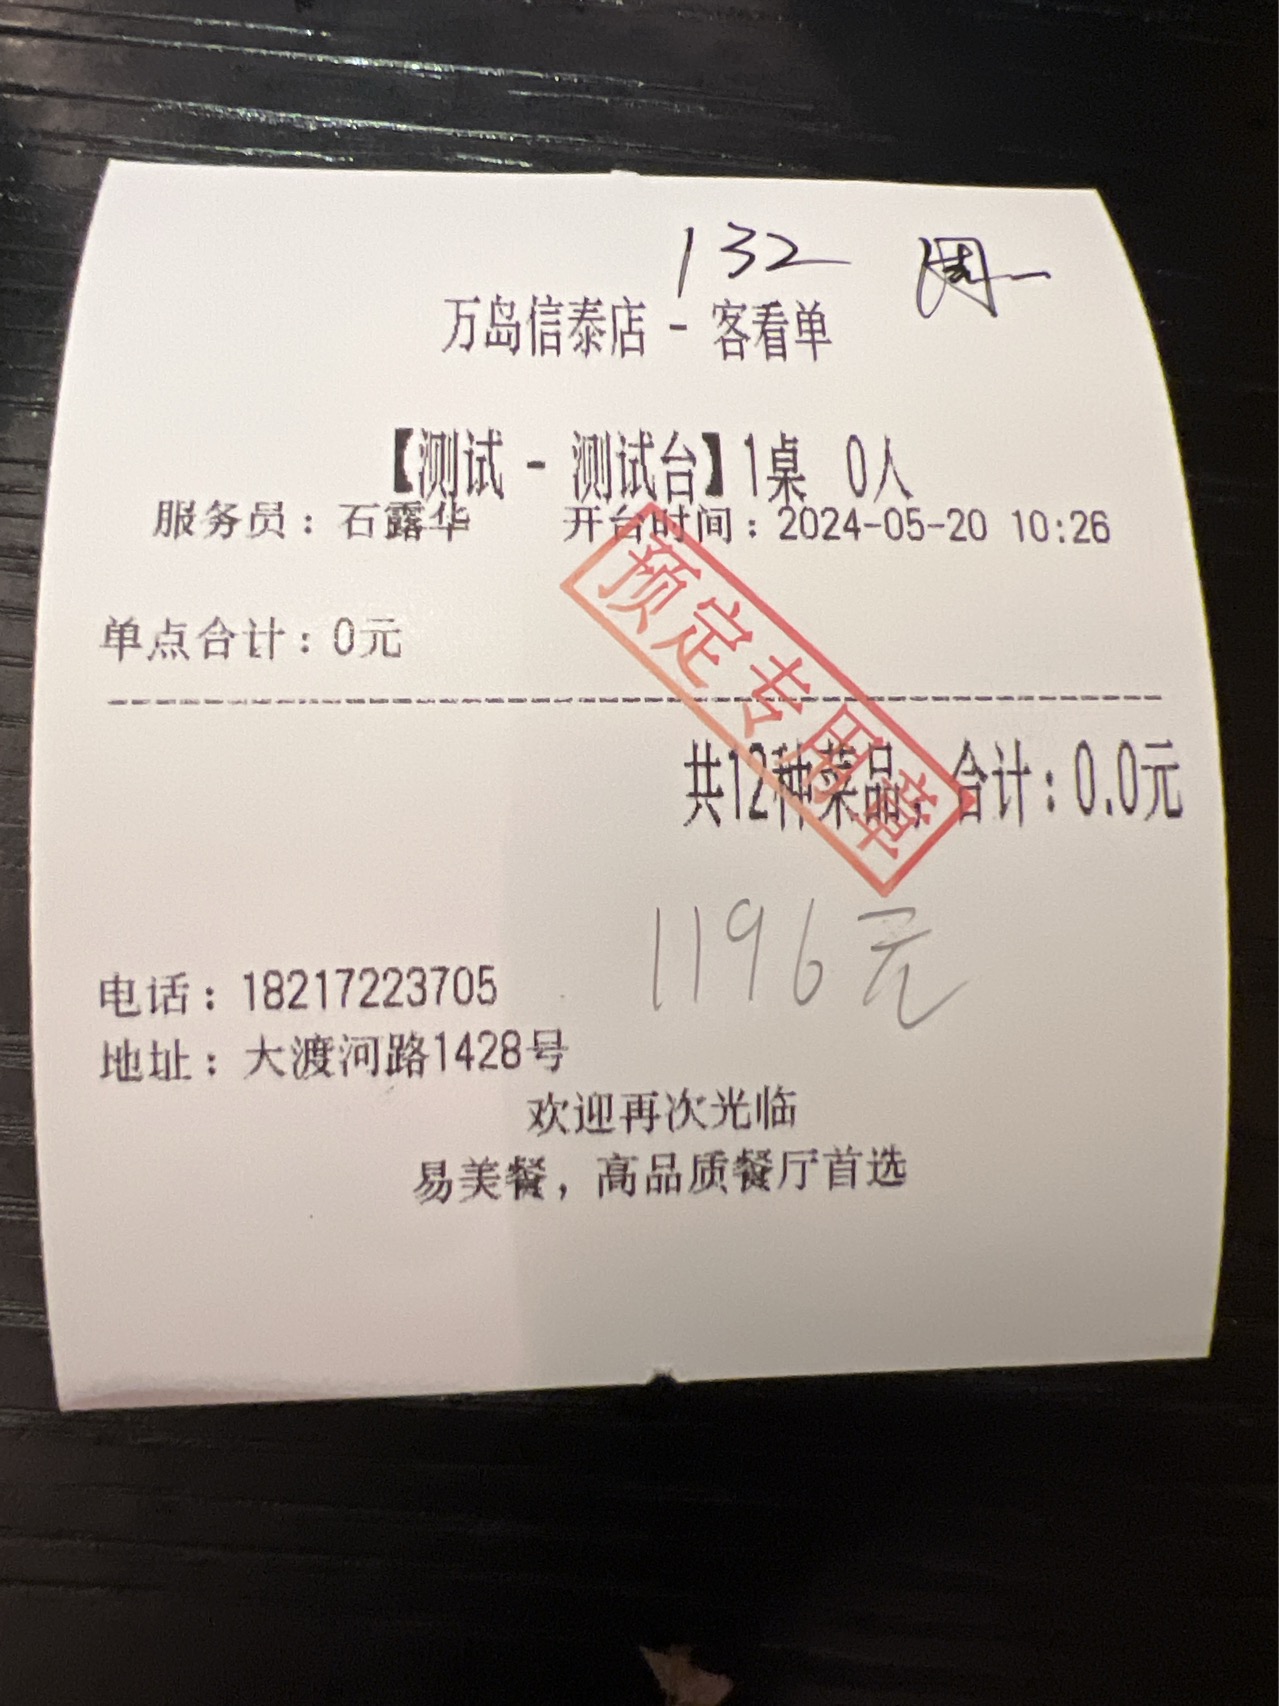 132 周
万岛信泰店 - 客看单
【测试 - 测试台】1桌 0人
服务员：石露华 开台时间：2024-05-20 10:26
预定专用章
单点合计：0元
共12种菜品，合计：0.0元
1196元
电话：18217223705
地址：大渡河路1428号
欢迎再次光临
易美餐，高品质餐厅首选